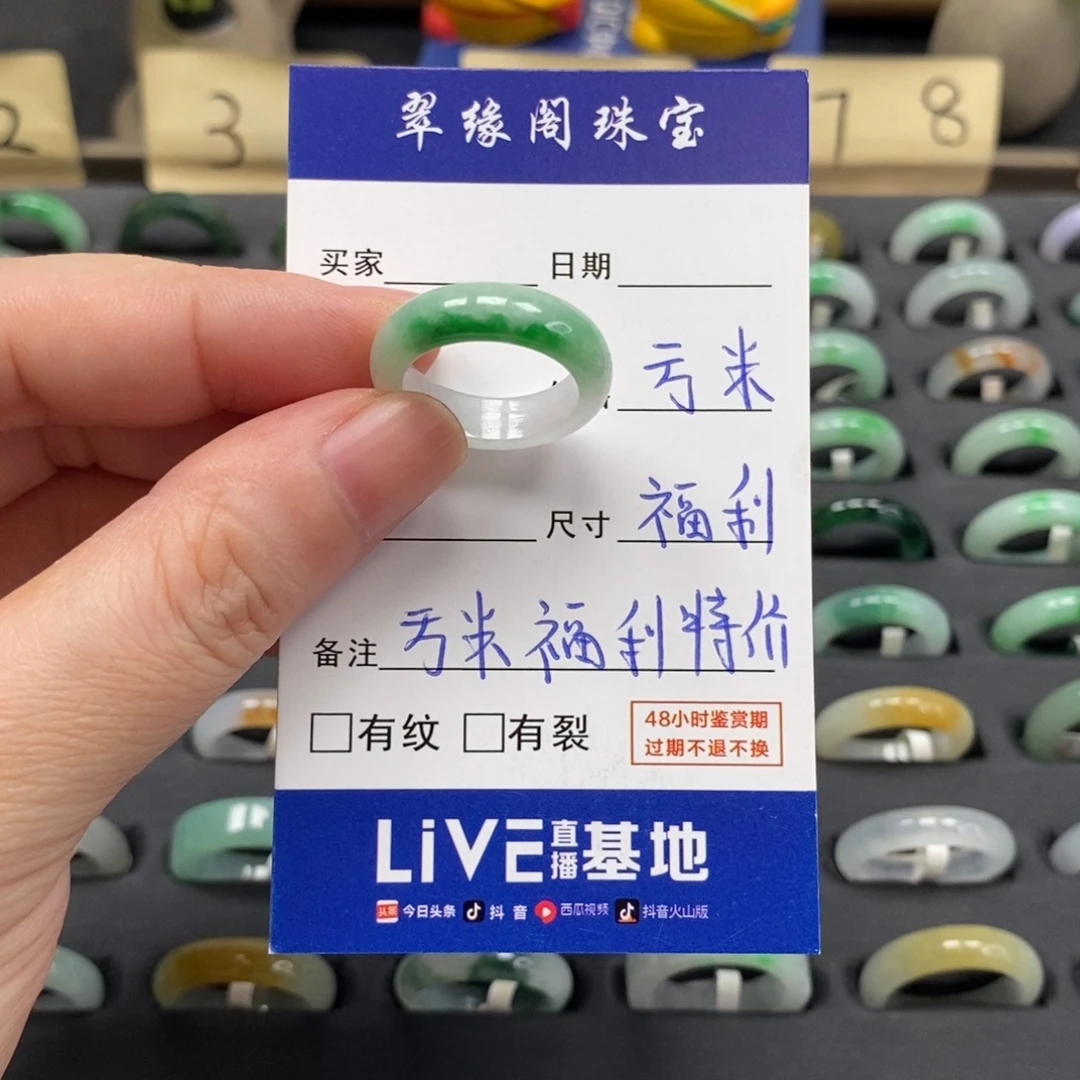 2 3 7 8
翠缘阁珠宝
买家 日期
亏米
尺寸 福利
备注 亏米福利特价
□有纹 □有裂
48小时鉴赏期
过期不退不换
LiVE直播基地
头条 今日头条 抖音 西瓜视频 抖音火山版